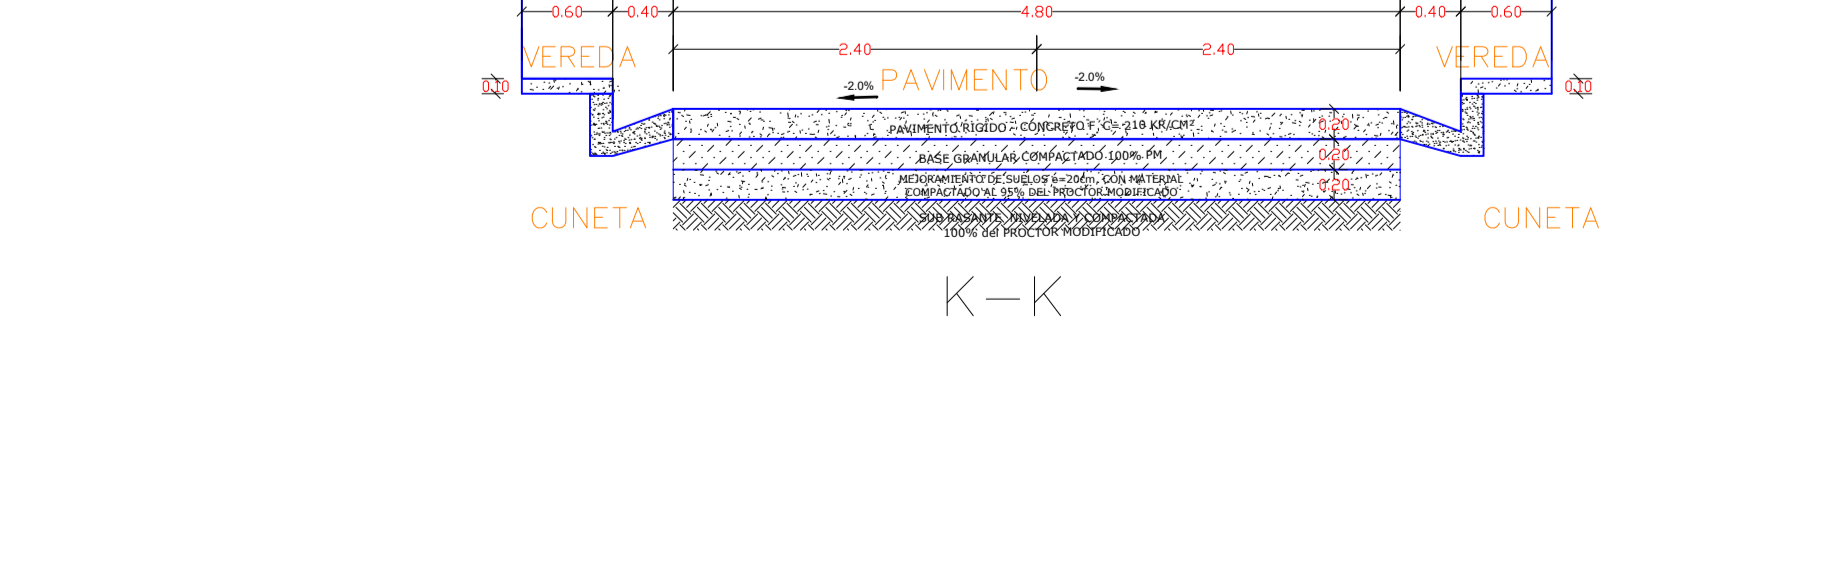 0.60 0.40 4.80 0.40 0.60
2.40 2.40
VEREDA VEREDA
PAVIMENTO
-2.0% -2.0%
0.10 0.10
PAVIMENTO RIGIDO - CONCRETO F'C= 210 KR/CM²
0.20
BASE GRANULAR COMPACTADO 100% PM
0.20
MEJORAMIENTO DE SUELOS e=20cm, CON MATERIAL
COMPACTADO AL 95% DEL PROCTOR MODIFICADO
0.20
SUB RASANTE NIVELADA Y COMPACTADA
100% del PROCTOR MODIFICADO
CUNETA CUNETA
K-K